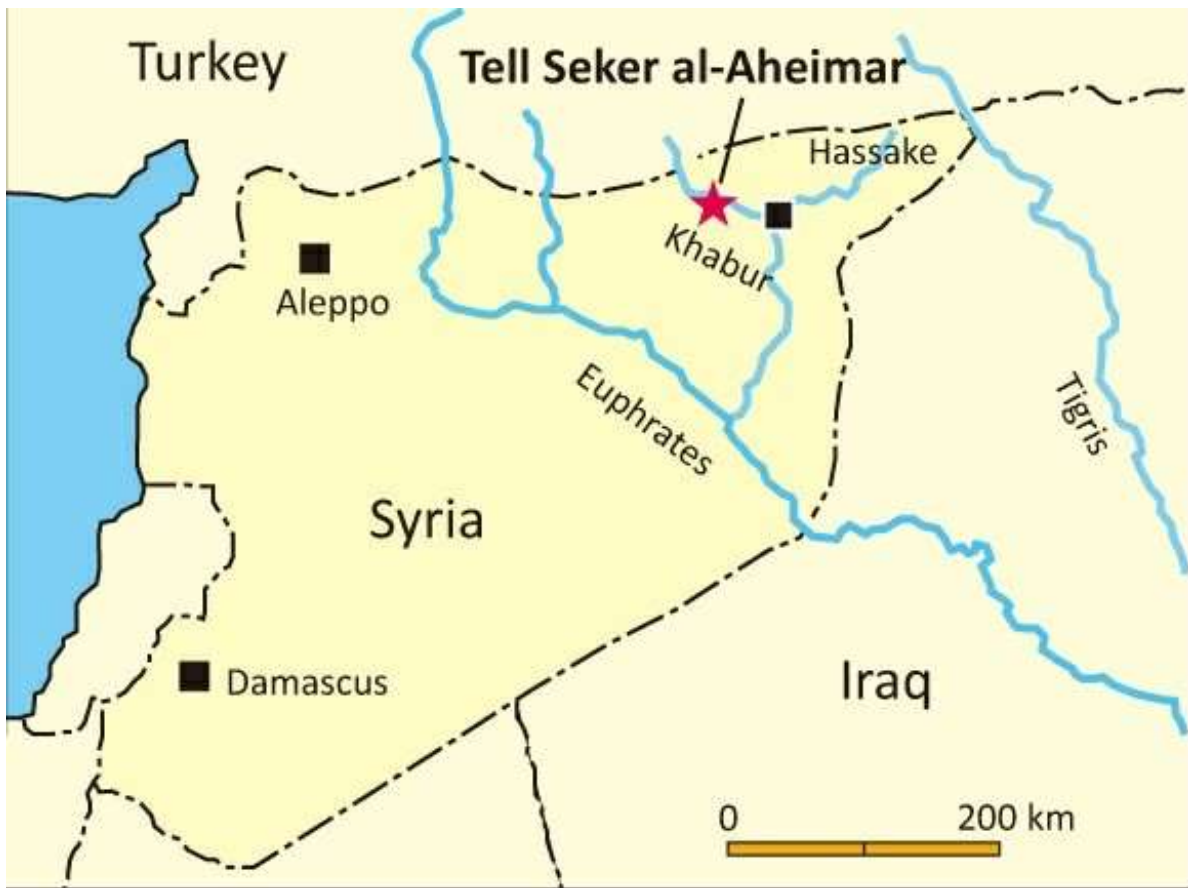 Turkey
Tell Seker al-Aheimar
Hassake
Khabur
Aleppo
Euphrates
Tigris
Syria
Damascus
Iraq
0 200 km